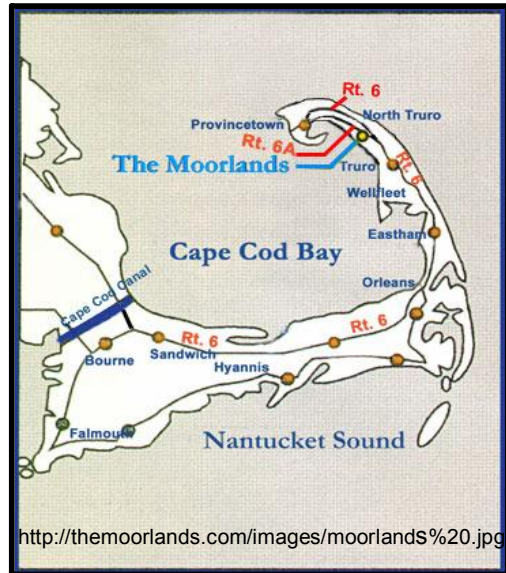 Rt. 6
North Truro
Provincetown
Rt. 6A
The Moorlands
Truro
Rt. 6
Wellfleet
Cape Cod Bay
Eastham
Orleans
Cape Cod Canal
Rt. 6
Rt. 6
Sandwich
Bourne
Hyannis
Falmouth
Nantucket Sound
http://themoorlands.com/images/moorlands%20.jpg